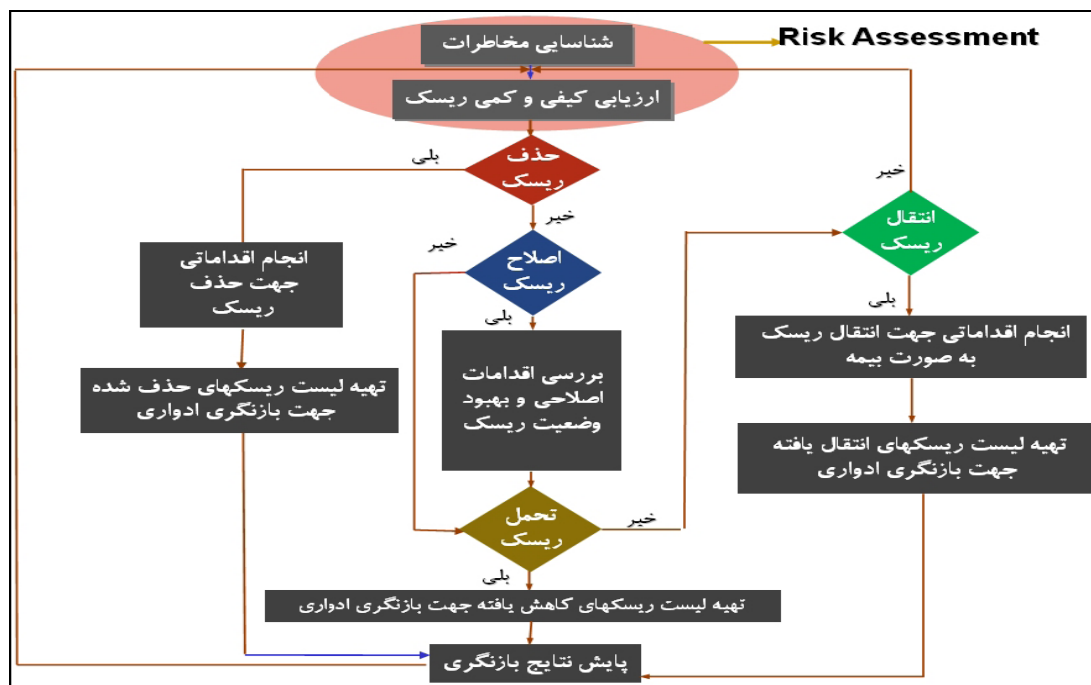 شناسایی مخاطرات
Risk Assessment
ارزیابی کیفی و کمی ریسک
حذف
ریسک
بلی
خیر
خیر
انتقال
ریسک
خیر
اصلاح
ریسک
خیر
انجام اقداماتی
جهت حذف
ریسک
بلی
بلی
انجام اقداماتی جهت انتقال ریسک
به صورت بیمه
تهیه لیست ریسکهای حذف شده
جهت بازنگری ادواری
بررسی اقدامات
اصلاحی و بهبود
وضعیت ریسک
تهیه لیست ریسکهای انتقال یافته
جهت بازنگری ادواری
تحمل
ریسک
خیر
بلی
تهیه لیست ریسکهای کاهش یافته جهت بازنگری ادواری
پایش نتایج بازنگری